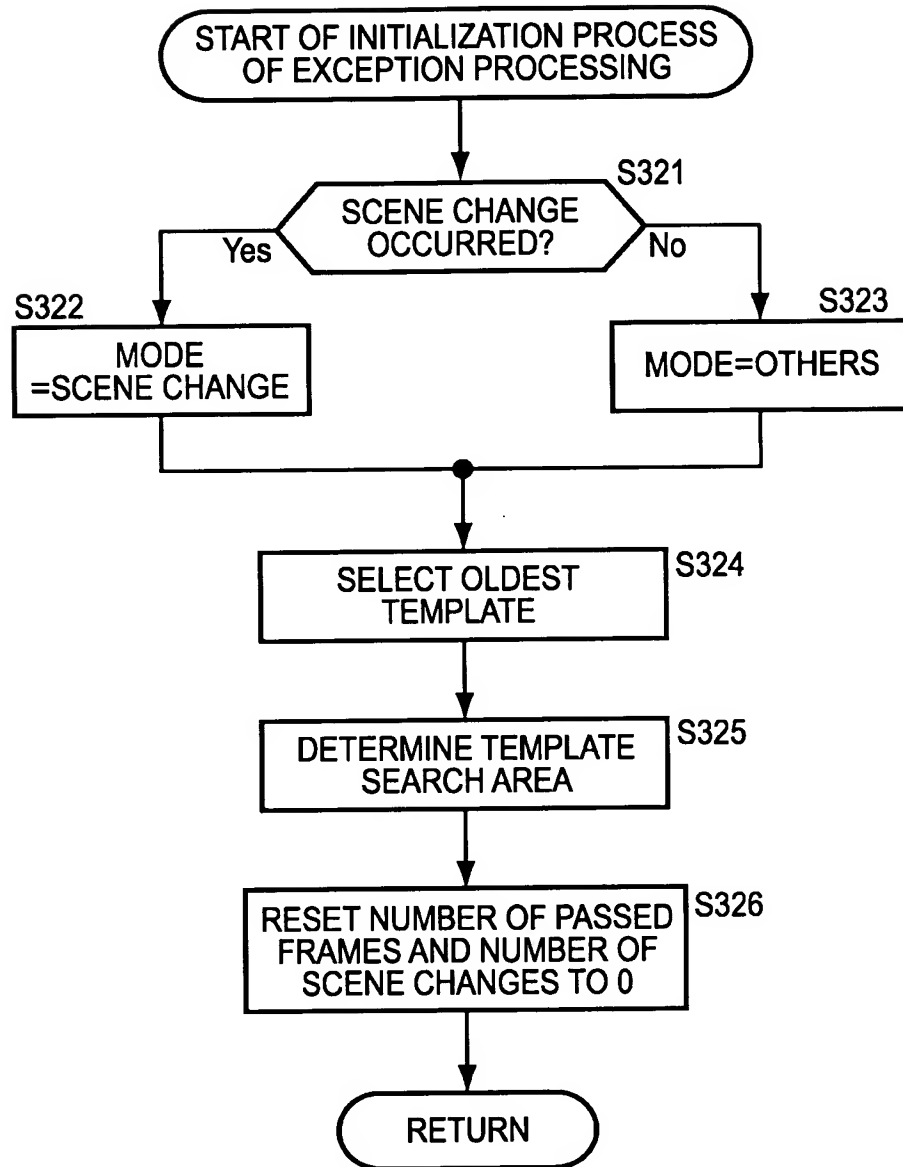 START OF INITIALIZATION PROCESS
OF EXCEPTION PROCESSING
S321
SCENE CHANGE
OCCURRED?
Yes
No
S322
MODE
=SCENE CHANGE
S323
MODE=OTHERS
S324
SELECT OLDEST
TEMPLATE
S325
DETERMINE TEMPLATE
SEARCH AREA
S326
RESET NUMBER OF PASSED
FRAMES AND NUMBER OF
SCENE CHANGES TO 0
RETURN